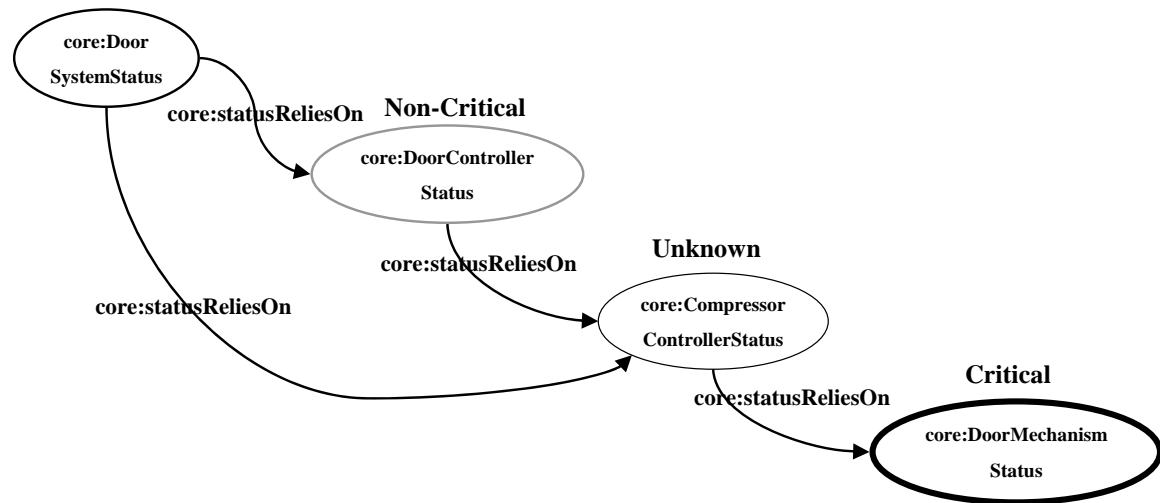 core:Door
SystemStatus
core:statusReliesOn
Non-Critical
core:DoorController
Status
core:statusReliesOn
Unknown
core:statusReliesOn
core:Compressor
ControllerStatus
Critical
core:statusReliesOn
core:DoorMechanism
Status